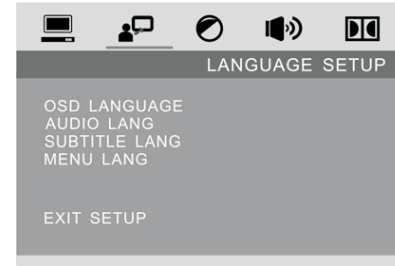 LANGUAGE SETUP
OSD LANGUAGE
AUDIO LANG
SUBTITLE LANG
MENU LANG
EXIT SETUP